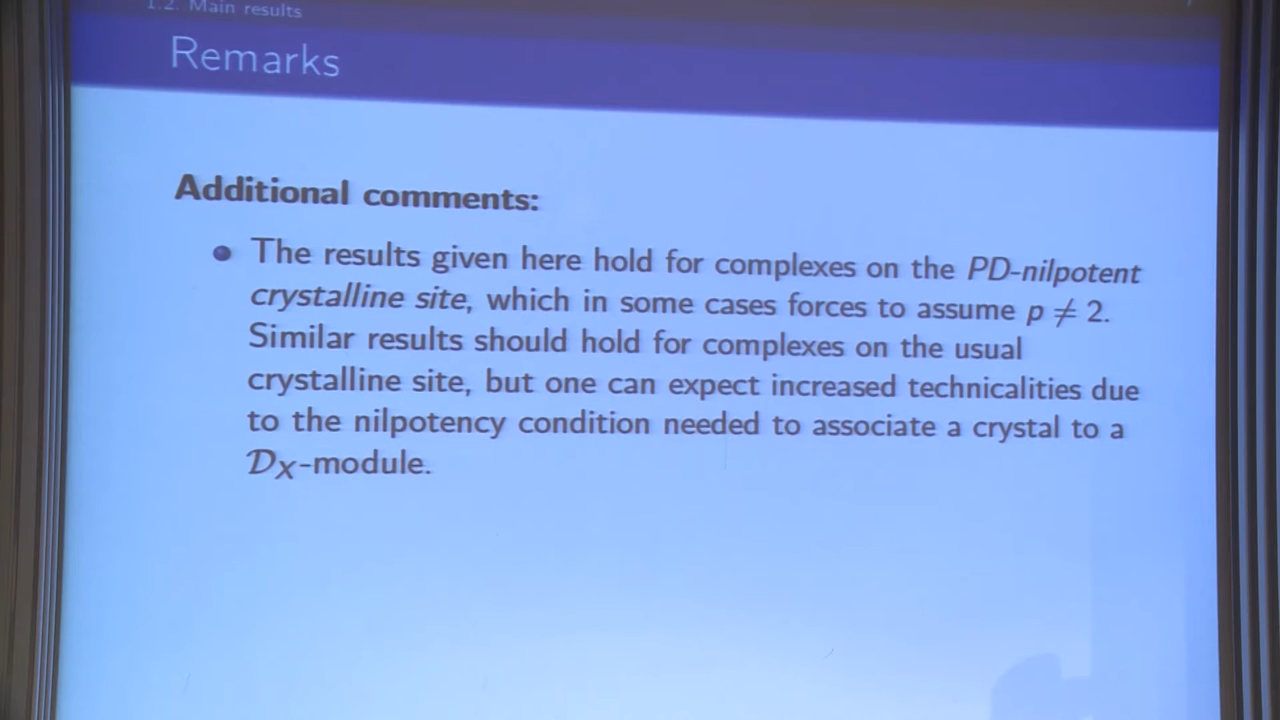 1.2. Main results
Remarks
Additional comments:
• The results given here hold for complexes on the PD-nilpotent
crystalline site, which in some cases forces to assume p ≠ 2.
Similar results should hold for complexes on the usual
crystalline site, but one can expect increased technicalities due
to the nilpotency condition needed to associate a crystal to a
𝒟X-module.